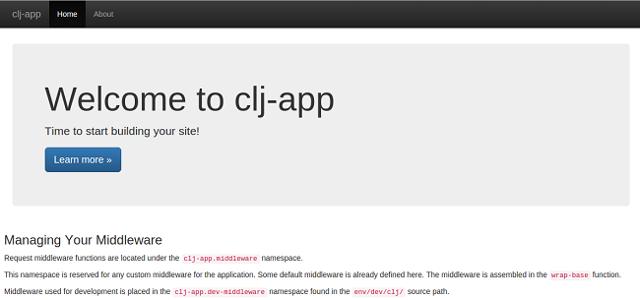 clj-app Home About
Welcome to clj-app
Time to start building your site!
Learn more »
Managing Your Middleware
Request middleware functions are located under the clj-app.middleware namespace.
This namespace is reserved for any custom middleware for the application. Some default middleware is already defined here. The middleware is assembled in the wrap-base function.
Middleware used for development is placed in the clj-app.dev-middleware namespace found in the env/dev/clj/ source path.